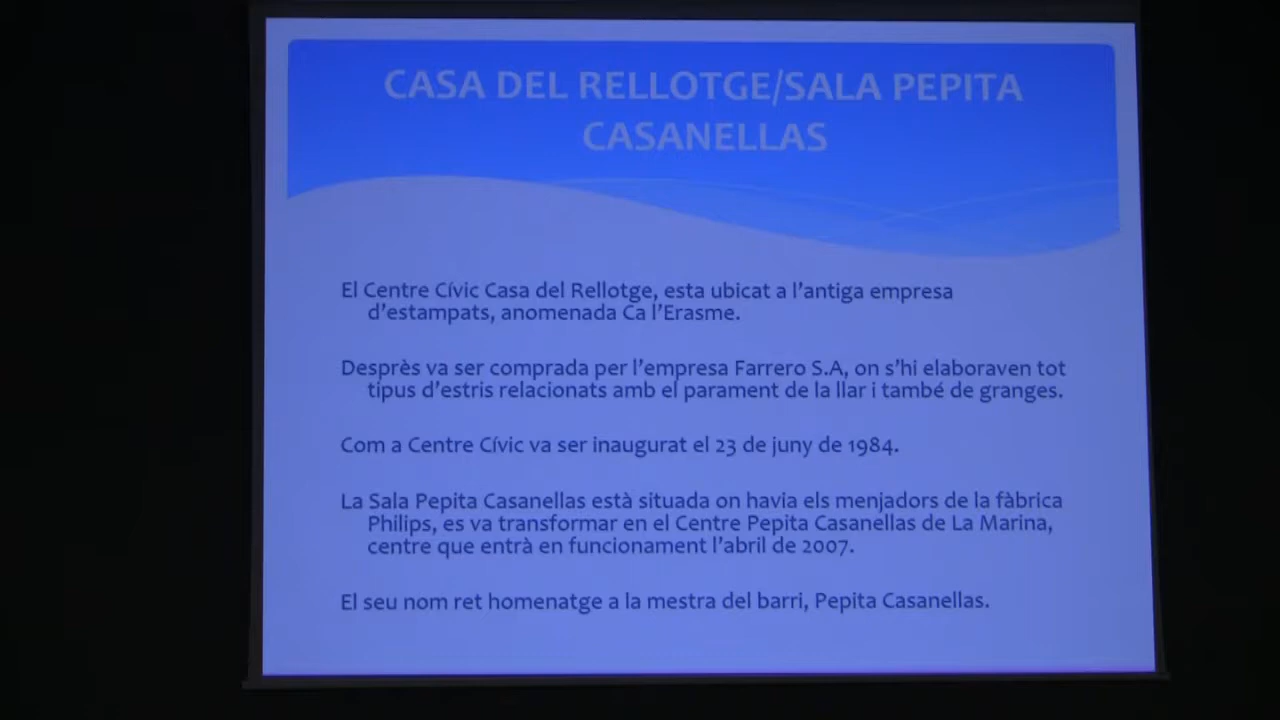 CASA DEL RELLOTGE/SALA PEPITA
CASANELLAS
El Centre Cívic Casa del Rellotge, esta ubicat a l'antiga empresa
d'estampats, anomenada Ca l'Erasme.
Desprès va ser comprada per l'empresa Farrero S.A, on s'hi elaboraven tot
tipus d'estris relacionats amb el parament de la llar i també de granges.
Com a Centre Cívic va ser inaugurat el 23 de juny de 1984.
La Sala Pepita Casanellas està situada on havia els menjadors de la fàbrica
Philips, es va transformar en el Centre Pepita Casanellas de La Marina,
centre que entrà en funcionament l'abril de 2007.
El seu nom ret homenatge a la mestra del barri, Pepita Casanellas.